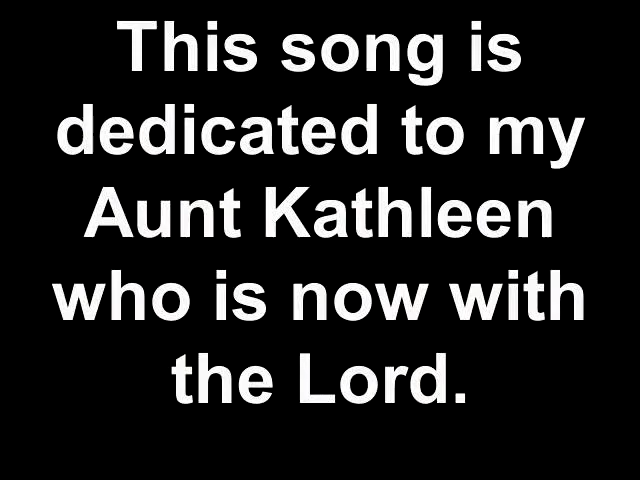 This song is
dedicated to my
Aunt Kathleen
who is now with
the Lord.